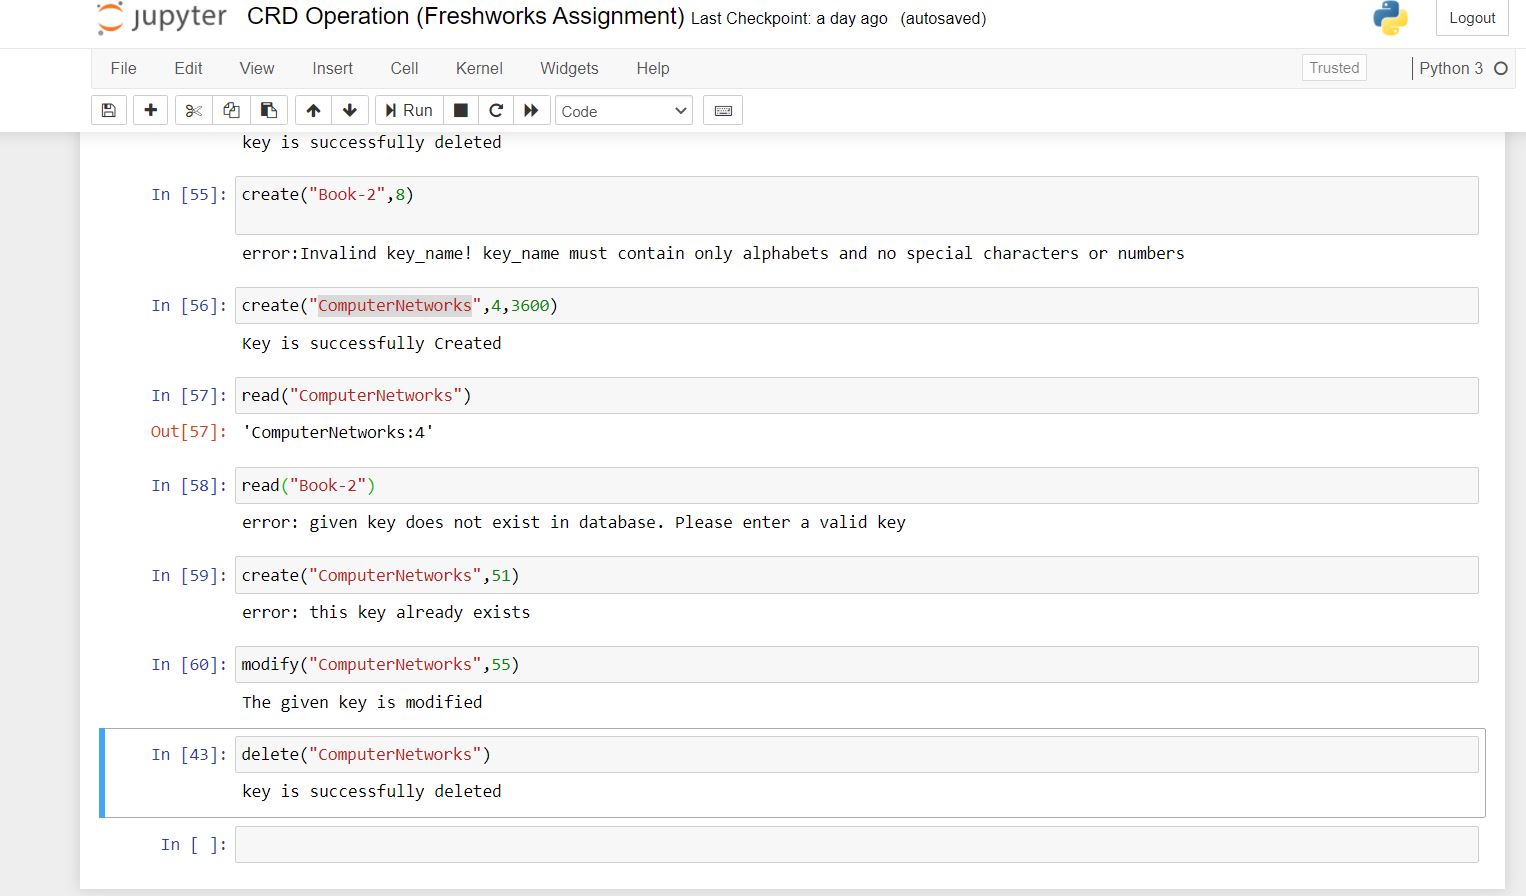 jupyter CRD Operation (Freshworks Assignment) Last Checkpoint: a day ago (autosaved) Logout
File Edit View Insert Cell Kernel Widgets Help Trusted Python 3
Run Code
key is successfully deleted
In [55]: create("Book-2",8)
error:Invalind key_name! key_name must contain only alphabets and no special characters or numbers
In [56]: create("ComputerNetworks",4,3600)
Key is successfully Created
In [57]: read("ComputerNetworks")
Out[57]: 'ComputerNetworks:4'
In [58]: read("Book-2")
error: given key does not exist in database. Please enter a valid key
In [59]: create("ComputerNetworks",51)
error: this key already exists
In [60]: modify("ComputerNetworks",55)
The given key is modified
In [43]: delete("ComputerNetworks")
key is successfully deleted
In [ ]: